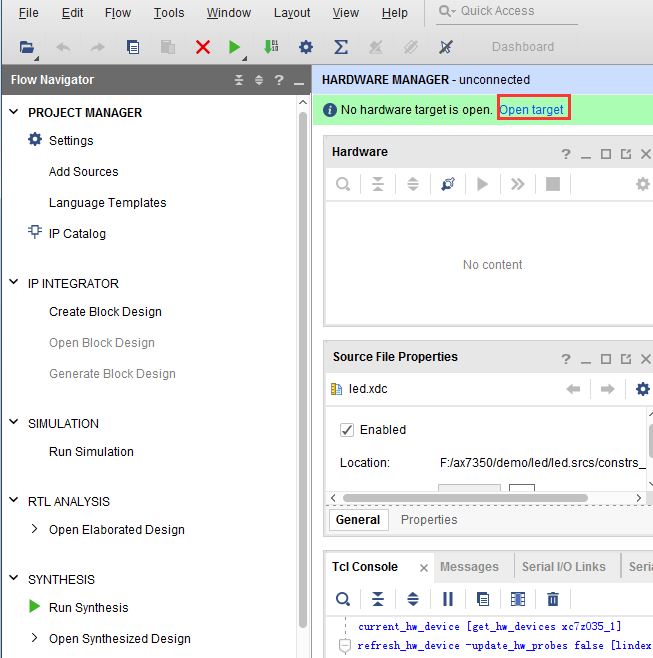 File Edit Flow Tools Window Layout View Help Quick Access
Dashboard
Flow Navigator
PROJECT MANAGER
Settings
Add Sources
Language Templates
IP Catalog
IP INTEGRATOR
Create Block Design
Open Block Design
Generate Block Design
SIMULATION
Run Simulation
RTL ANALYSIS
Open Elaborated Design
SYNTHESIS
Run Synthesis
Open Synthesized Design
HARDWARE MANAGER - unconnected
No hardware target is open. Open target
Hardware
No content
Source File Properties
led.xdc
Enabled
Location: F:/ax7350/demo/led/led.srcs/constrs_
General Properties
Tcl Console Messages Serial I/O Links Seria
current_hw_device [get_hw_devices xc7z035_1]
refresh_hw_device -update_hw_probes false [lindex